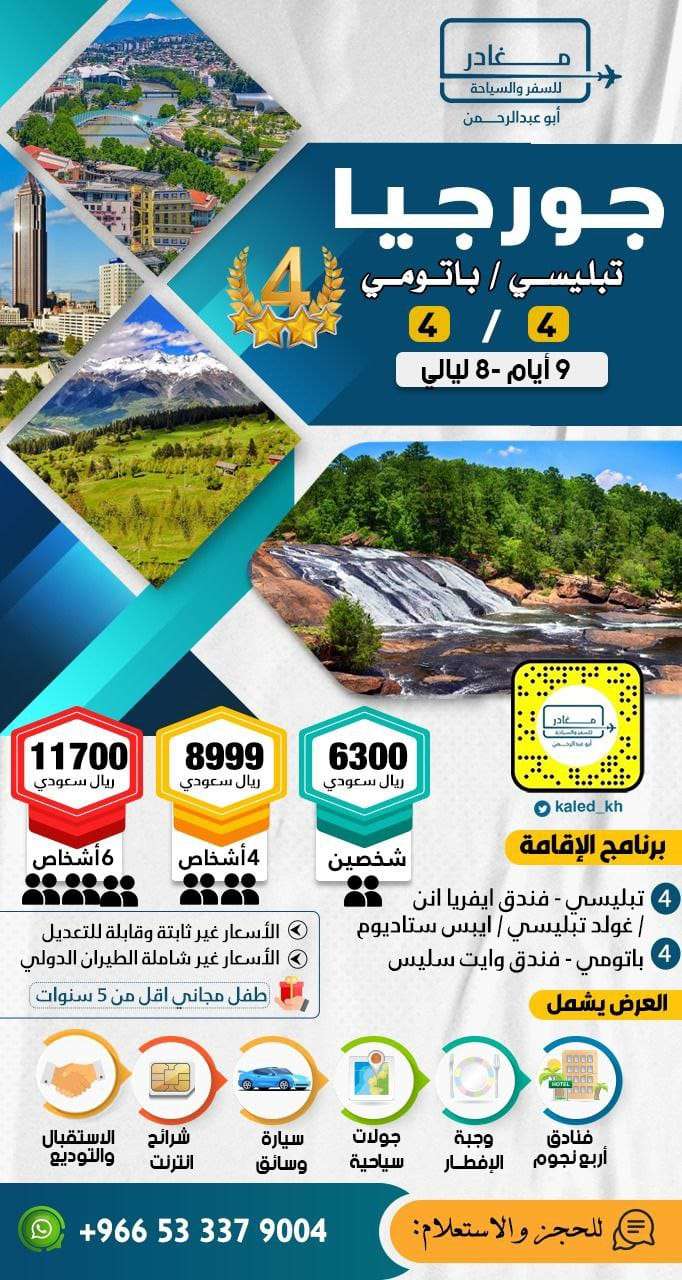 مغادر
للسفر والسياحة
أبو عبدالرحمن
جورجيا
تبليسي / باتومي
4 / 4
9 أيام -8 ليالي
4
6300
ريال سعودي
شخصين
8999
ريال سعودي
4أشخاص
11700
ريال سعودي
6أشخاص
مغادر
للسفر والسياحة
أبو عبدالرحمن
kaled_kh
برنامج الإقامة
4 تبليسي - فندق ايفريا انن
/ غولد تبليسي / ايبس ستاديوم
4 باتومي - فندق وايت سليس
الأسعار غير ثابتة وقابلة للتعديل
الأسعار غير شاملة الطيران الدولي
طفل مجاني اقل من 5 سنوات
العرض يشمل
HOTEL
فنادق
أربع نجوم
وجبة
الإفطار
جولات
سياحية
سيارة
وسائق
شرائح
انترنت
الاستقبال
والتوديع
للحجز والاستعلام:
+966 53 337 9004